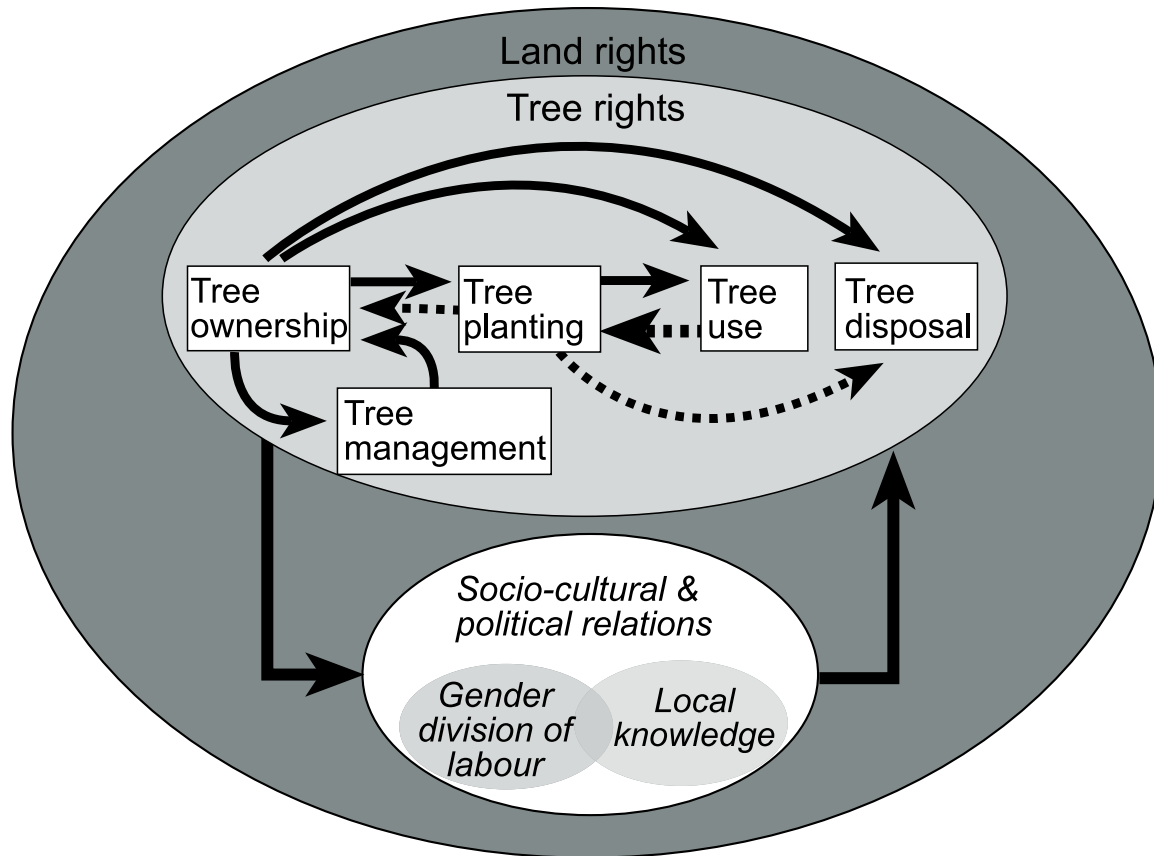 Land rights
Tree rights
Tree
ownership
Tree
planting
Tree
use
Tree
disposal
Tree
management
Socio-cultural &
political relations
Gender
division of
labour
Local
knowledge